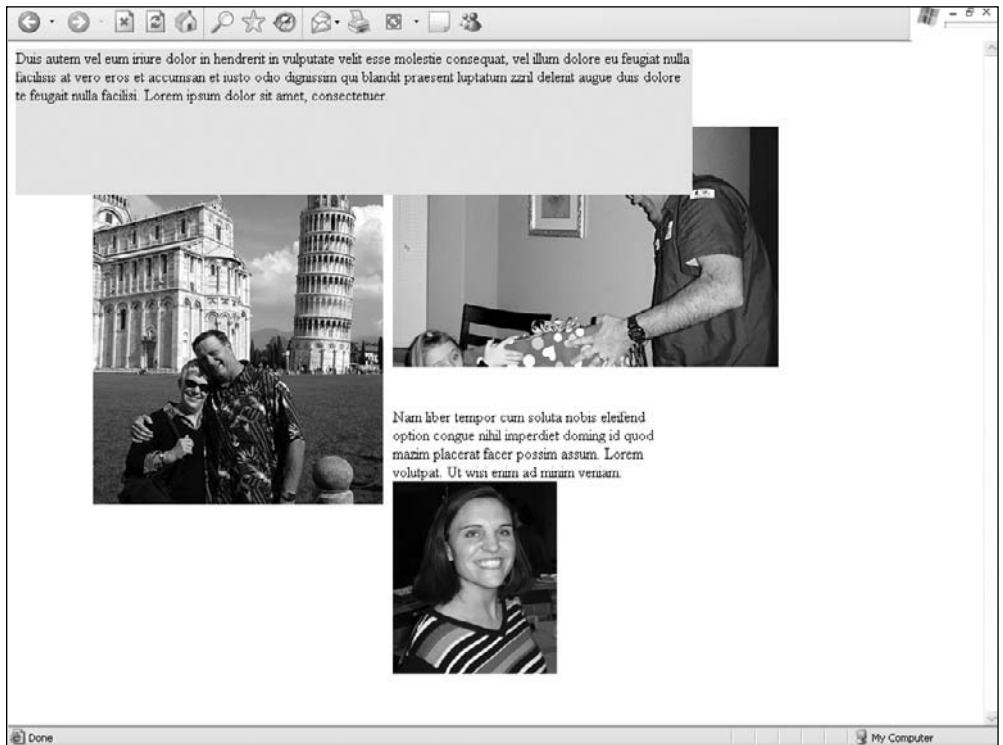 Duis autem vel eum iriure dolor in hendrerit in vulputate velit esse molestie consequat, vel illum dolore eu feugiat nulla
facilisis at vero eros et accumsan et iusto odio dignissim qui blandit praesent luptatum zzril delenit augue duis dolore
te feugait nulla facilisi. Lorem ipsum dolor sit amet, consectetuer.
Nam liber tempor cum soluta nobis eleifend
option congue nihil imperdiet doming id quod
mazim placerat facer possim assum. Lorem
volutpat. Ut wisi enim ad minim veniam.
Done
My Computer